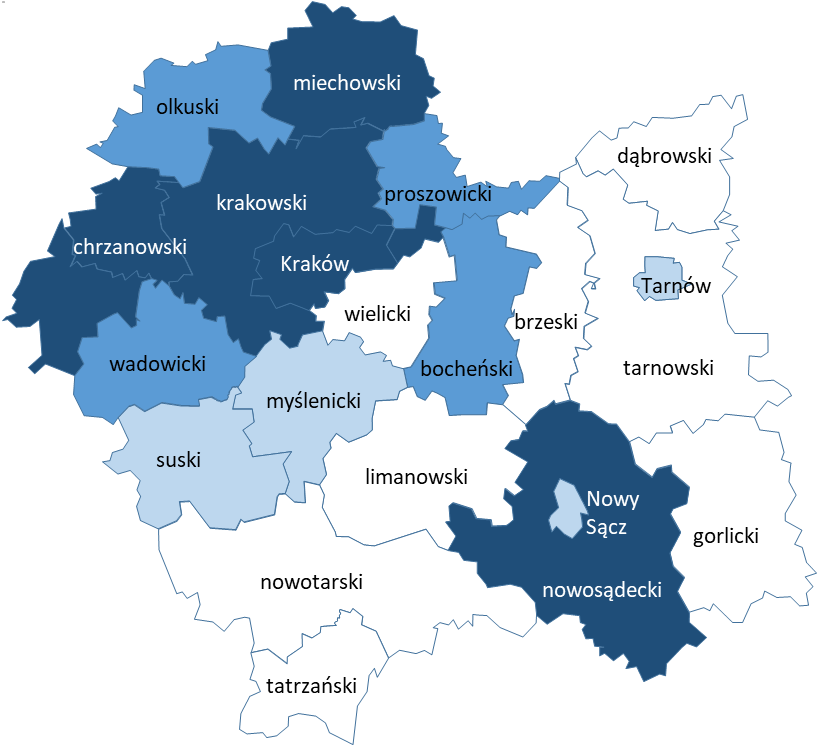 miechowski
olkuski
dąbrowski
proszowicki
krakowski
chrzanowski
Kraków
Tarnów
wielicki
brzeski
wadowicki
bocheński
tarnowski
myślenicki
suski
limanowski
Nowy
Sącz
gorlicki
nowotarski
nowosądecki
tatrzański